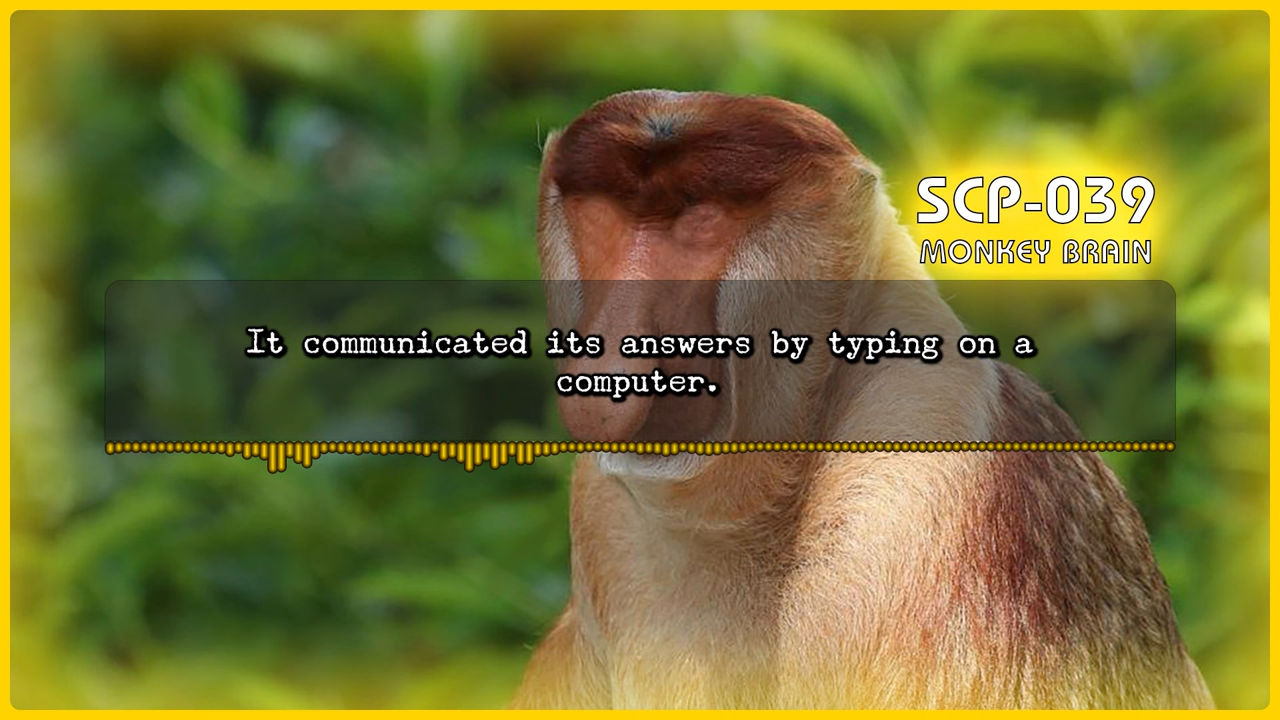 SCP-039
MONKEY BRAIN
It communicated its answers by typing on a
computer.